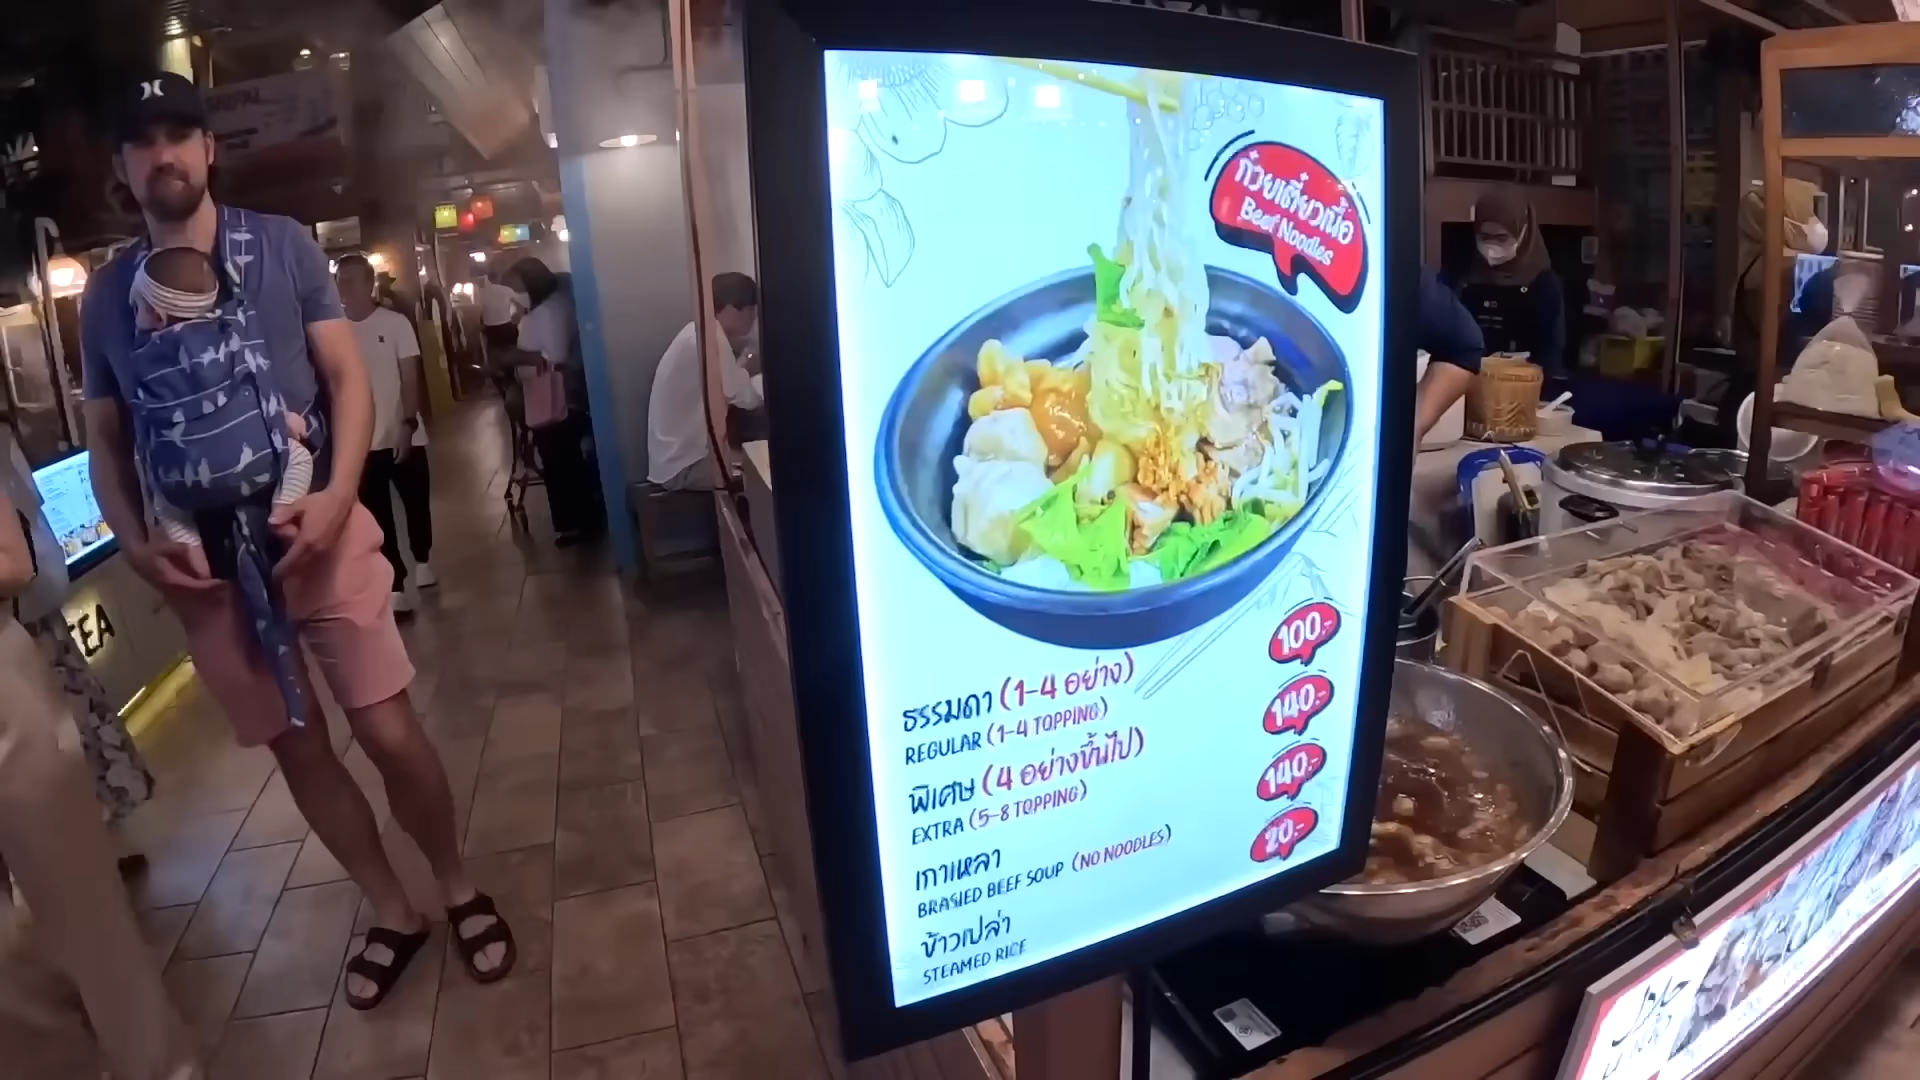 ก๋วยเตี๋ยวเนื้อ
Beef Noodles
ธรรมดา (1-4 อย่าง)
REGULAR (1-4 TOPPING)
100.-
พิเศษ (4 อย่างขึ้นไป)
EXTRA (5-8 TOPPING)
140.-
เกาเหลา
BRASIED BEEF SOUP (NO NOODLES)
140.-
ข้าวเปล่า
STEAMED RICE
20.-
TEA